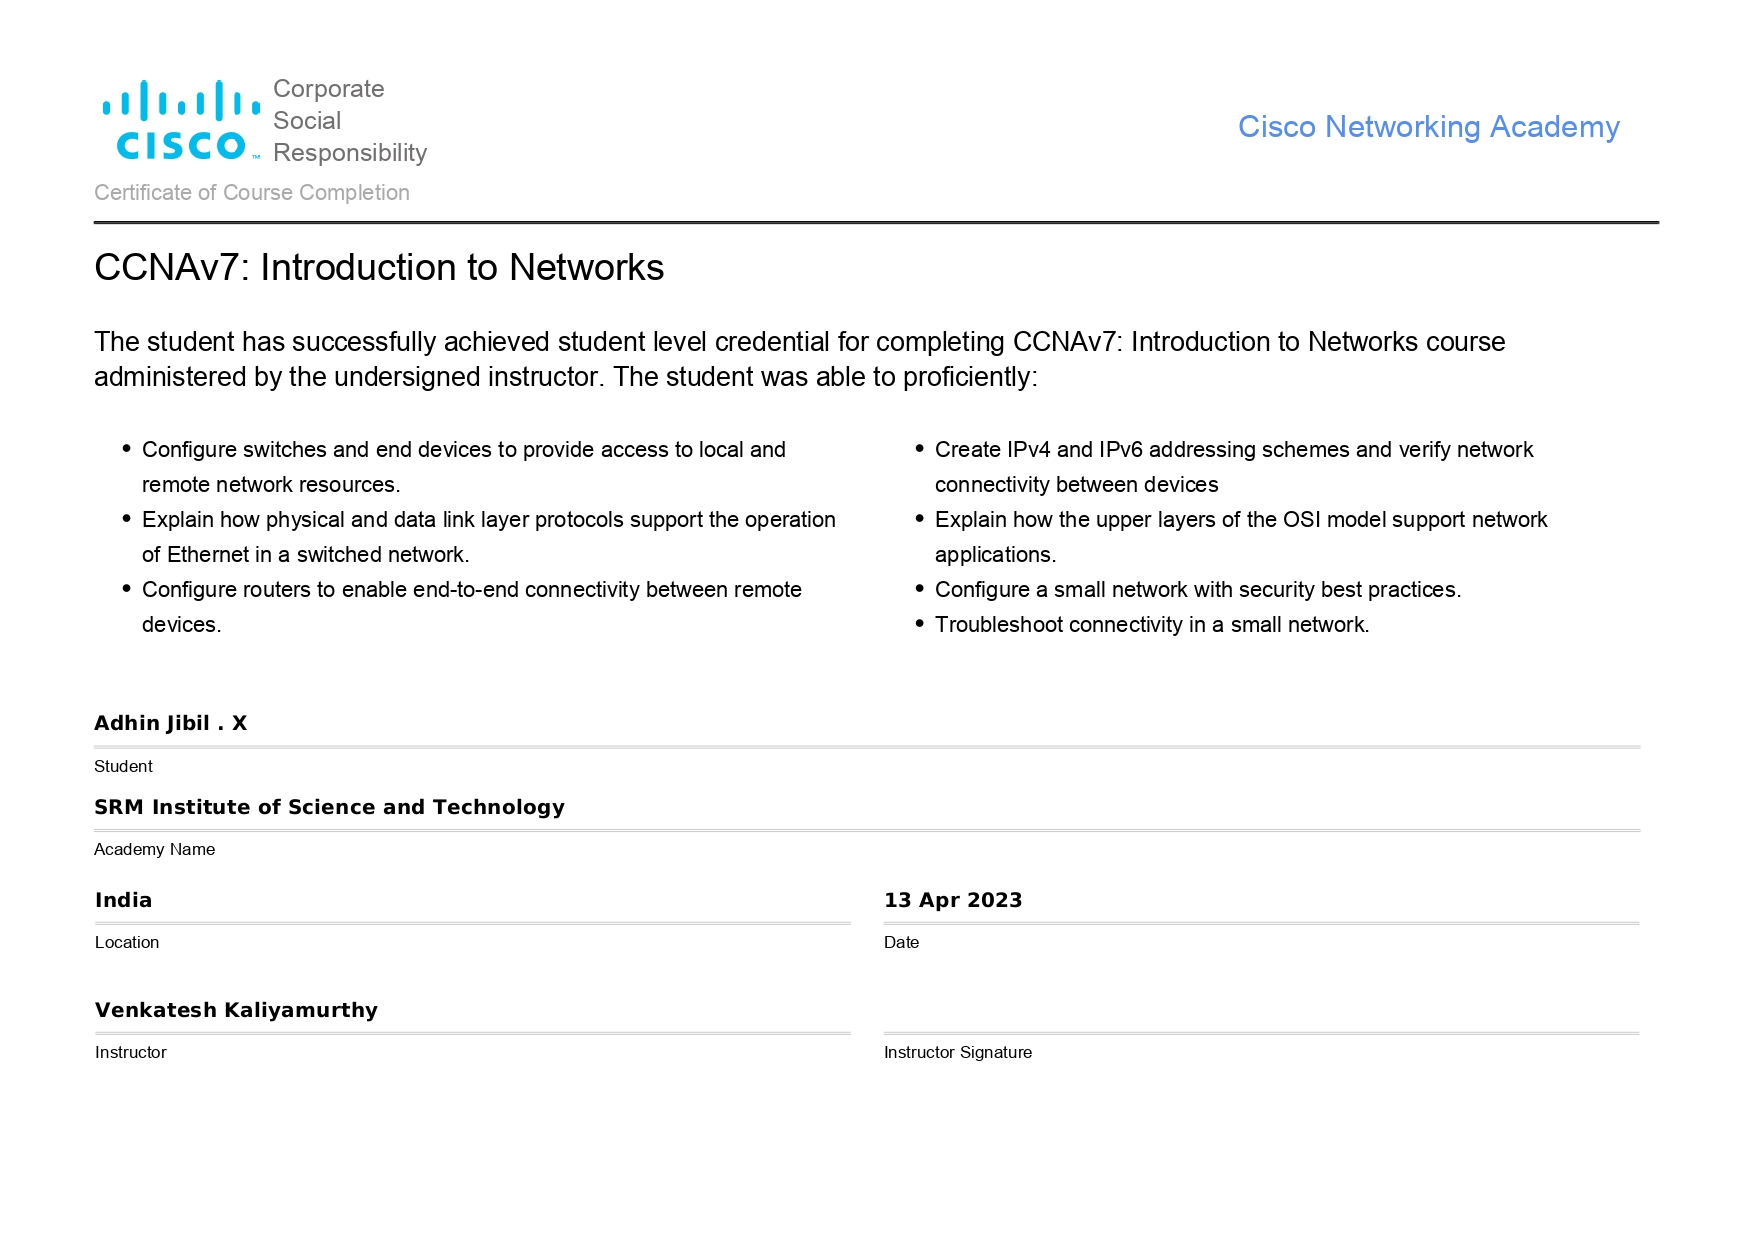 Corporate
Social
Responsibility
CISCO™
Cisco Networking Academy
Certificate of Course Completion
CCNAv7: Introduction to Networks
The student has successfully achieved student level credential for completing CCNAv7: Introduction to Networks course
administered by the undersigned instructor. The student was able to proficiently:
• Configure switches and end devices to provide access to local and
remote network resources.
• Explain how physical and data link layer protocols support the operation
of Ethernet in a switched network.
• Configure routers to enable end-to-end connectivity between remote
devices.
• Create IPv4 and IPv6 addressing schemes and verify network
connectivity between devices
• Explain how the upper layers of the OSI model support network
applications.
• Configure a small network with security best practices.
• Troubleshoot connectivity in a small network.
Adhin Jibil . X
Student
SRM Institute of Science and Technology
Academy Name
India
Location
13 Apr 2023
Date
Venkatesh Kaliyamurthy
Instructor
Instructor Signature